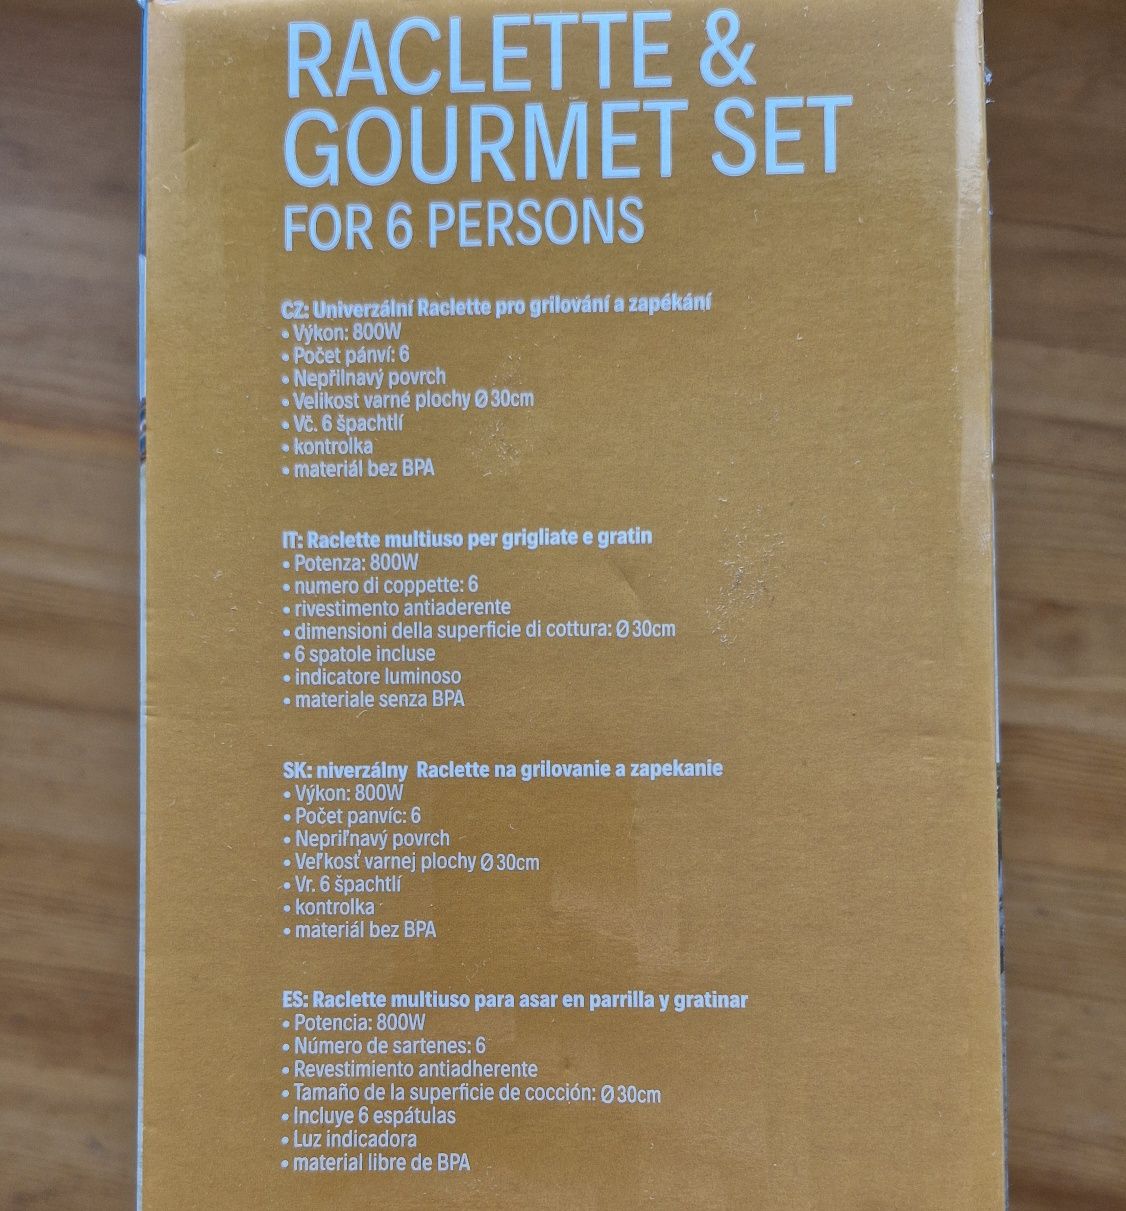 RACLETTE &
GOURMET SET
FOR 6 PERSONS
CZ: Univerzální Raclette pro grilování a zapékání
• Výkon: 800W
• Počet pánví: 6
• Nepřilnavý povrch
• Velikost varné plochy Ø 30cm
• Vč. 6 špachtlí
• kontrolka
• materiál bez BPA
IT: Raclette multiuso per grigliate e gratin
• Potenza: 800W
• numero di coppette: 6
• rivestimento antiaderente
• dimensioni della superficie di cottura: Ø 30cm
• 6 spatole incluse
• indicatore luminoso
• materiale senza BPA
SK: niverzálny Raclette na grilovanie a zapekanie
• Výkon: 800W
• Počet panvíc: 6
• Nepriľnavý povrch
• Veľkosť varnej plochy Ø 30cm
• Vr. 6 špachtlí
• kontrolka
• materiál bez BPA
ES: Raclette multiuso para asar en parrilla y gratinar
• Potencia: 800W
• Número de sartenes: 6
• Revestimiento antiadherente
• Tamaño de la superficie de cocción: Ø 30cm
• Incluye 6 espátulas
• Luz indicadora
• material libre de BPA